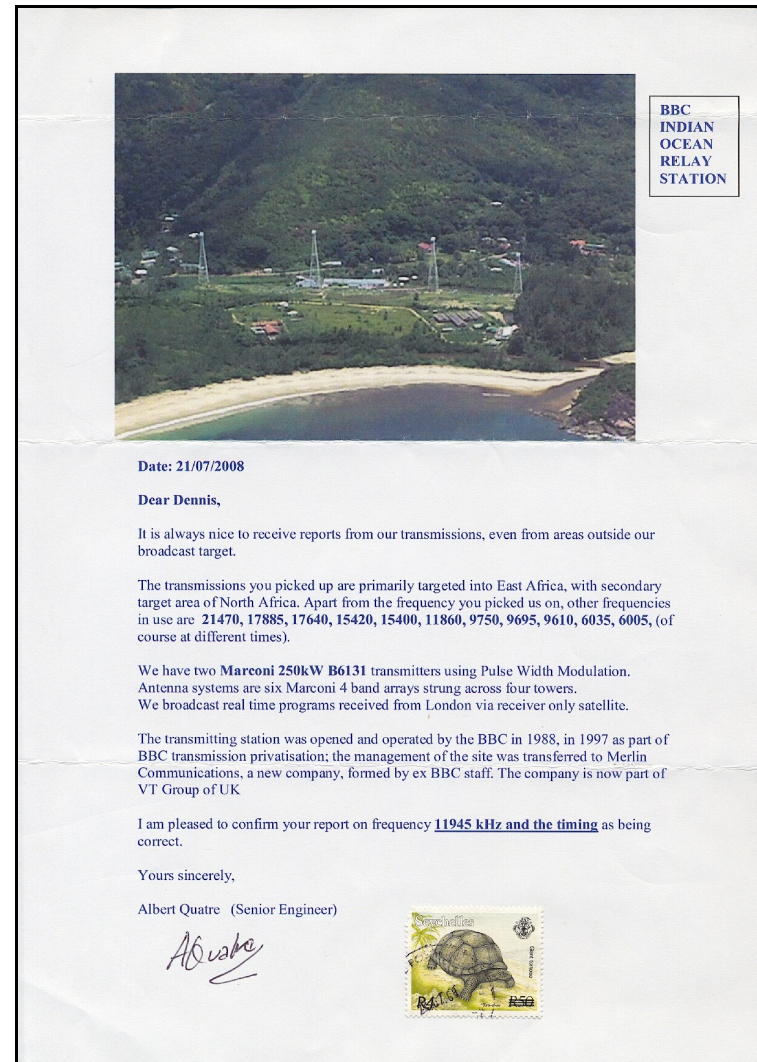 BBC
INDIAN
OCEAN
RELAY
STATION
Date: 21/07/2008
Dear Dennis,
It is always nice to receive reports from our transmissions, even from areas outside our
broadcast target.
The transmissions you picked up are primarily targeted into East Africa, with secondary
target area of North Africa. Apart from the frequency you picked us on, other frequencies
in use are 21470, 17885, 17640, 15420, 15400, 11860, 9750, 9695, 9610, 6035, 6005, (of
course at different times).
We have two Marconi 250kW B6131 transmitters using Pulse Width Modulation.
Antenna systems are six Marconi 4 band arrays strung across four towers.
We broadcast real time programs received from London via receiver only satellite.
The transmitting station was opened and operated by the BBC in 1988, in 1997 as part of
BBC transmission privatisation; the management of the site was transferred to Merlin
Communications, a new company, formed by ex BBC staff. The company is now part of
VT Group of UK
I am pleased to confirm your report on frequency 11945 kHz and the timing as being
correct.
Yours sincerely,
Albert Quatre (Senior Engineer)
AQuatre
Seychelles
Giant tortoise
R50